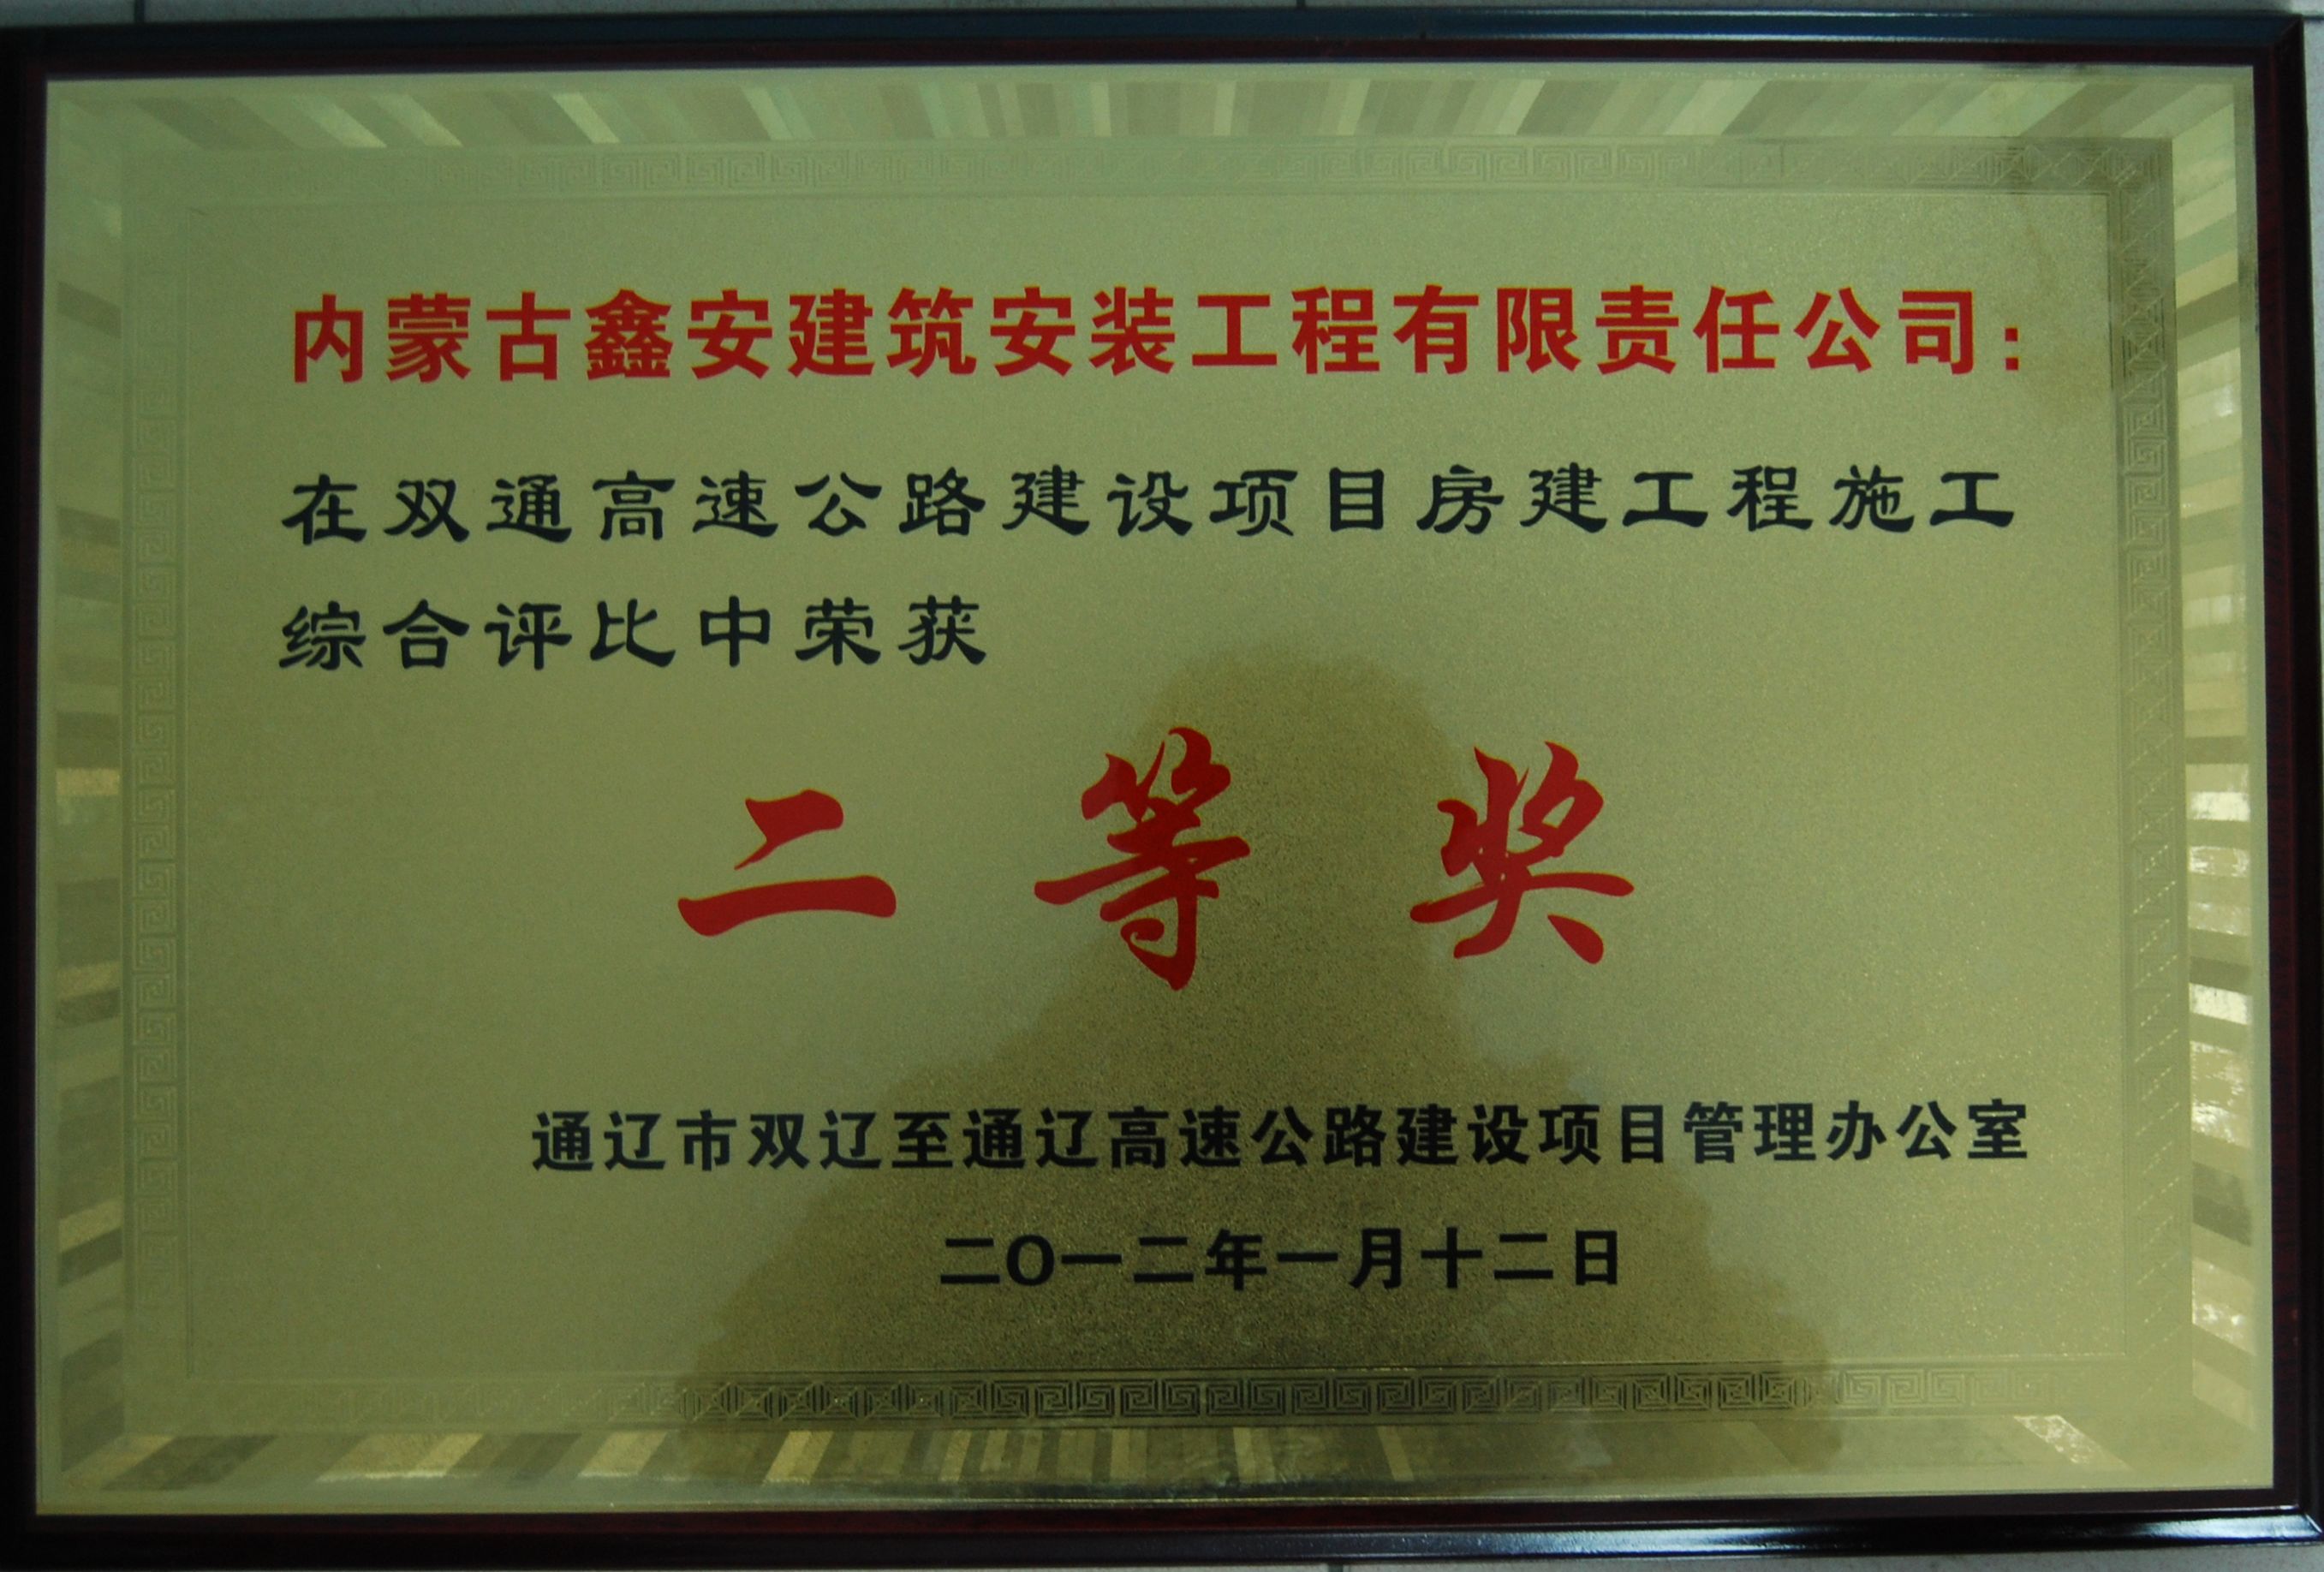 内蒙古鑫安建筑安装工程有限责任公司：
在双通高速公路建设项目房建工程施工
综合评比中荣获
二等奖
通辽市双辽至通辽高速公路建设项目管理办公室
二〇一二年一月十二日